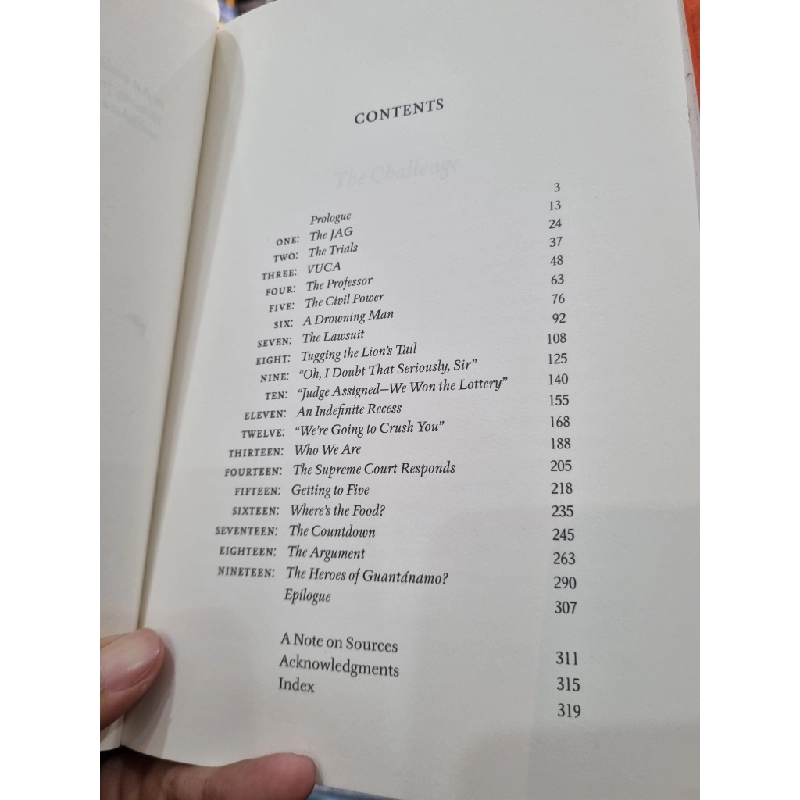 CONTENTS
The Challenge
Prologue 3
ONE: The JAG 13
TWO: The Trials 24
THREE: VUCA 37
FOUR: The Professor 48
FIVE: The Civil Power 63
SIX: A Drowning Man 76
SEVEN: The Lawsuit 92
EIGHT: Tugging the Lion's Tail 108
NINE: "Oh, I Doubt That Seriously, Sir" 125
TEN: "Judge Assigned—We Won the Lottery" 140
ELEVEN: An Indefinite Recess 155
TWELVE: "We're Going to Crush You" 168
THIRTEEN: Who We Are 188
FOURTEEN: The Supreme Court Responds 205
FIFTEEN: Getting to Five 218
SIXTEEN: Where's the Food? 235
SEVENTEEN: The Countdown 245
EIGHTEEN: The Argument 263
NINETEEN: The Heroes of Guantánamo? 290
Epilogue 307
A Note on Sources 311
Acknowledgments 315
Index 319